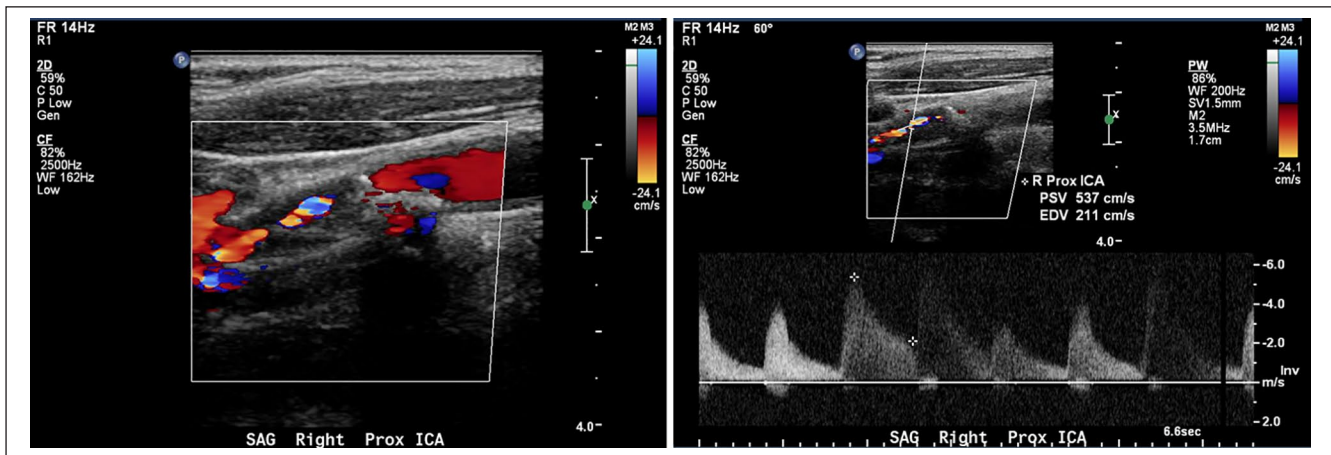 FR 14Hz
R1
M2 M3
+24.1
2D
59%
C 50
P Low
Gen
CF
82%
2500Hz
WF 162Hz
Low
-24.1
cm/s
P
x
4.0
SAG Right Prox ICA
FR 14Hz 60°
R1
M2 M3
+24.1
2D
59%
C 50
P Low
Gen
CF
82%
2500Hz
WF 162Hz
Low
P
x
PW
86%
WF 200Hz
SV1.5mm
M2
3.5MHz
1.7cm
-24.1
cm/s
R Prox ICA
PSV 537 cm/s
EDV 211 cm/s
4.0
-6.0
-4.0
-2.0
Inv
m/s
2.0
6.6sec
SAG Right Prox ICA